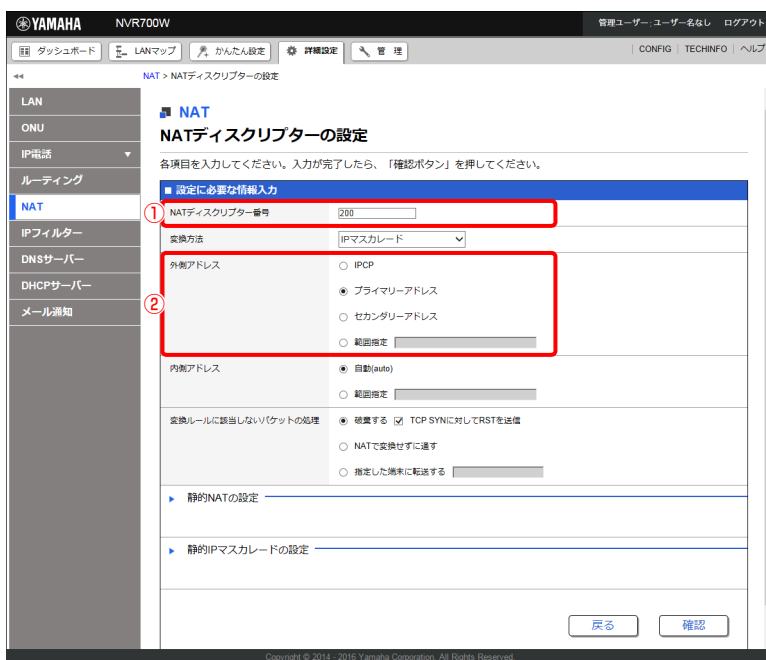 YAMAHA NVR700W 管理ユーザー:ユーザー名なし ログアウト
ダッシュボード LANマップ かんたん設定 詳細設定 管 理 CONFIG TECHINFO ヘルプ
NAT > NATディスクリプターの設定
LAN
ONU
IP電話
ルーティング
NAT
IPフィルター
DNSサーバー
DHCPサーバー
メール通知
NAT
NATディスクリプターの設定
各項目を入力してください。入力が完了したら、「確認ボタン」を押してください。
■ 設定に必要な情報入力
① NATディスクリプター番号 200
変換方法 IPマスカレード
② 外側アドレス IPCP
プライマリーアドレス
セカンダリーアドレス
範囲指定
内側アドレス 自動(auto)
範囲指定
変換ルールに該当しないパケットの処理 破棄する TCP SYNに対してRSTを送信
NATで変換せずに通す
指定した端末に転送する
静的NATの設定
静的IPマスカレードの設定
戻る 確認
Copyright © 2014 - 2016 Yamaha Corporation. All Rights Reserved.